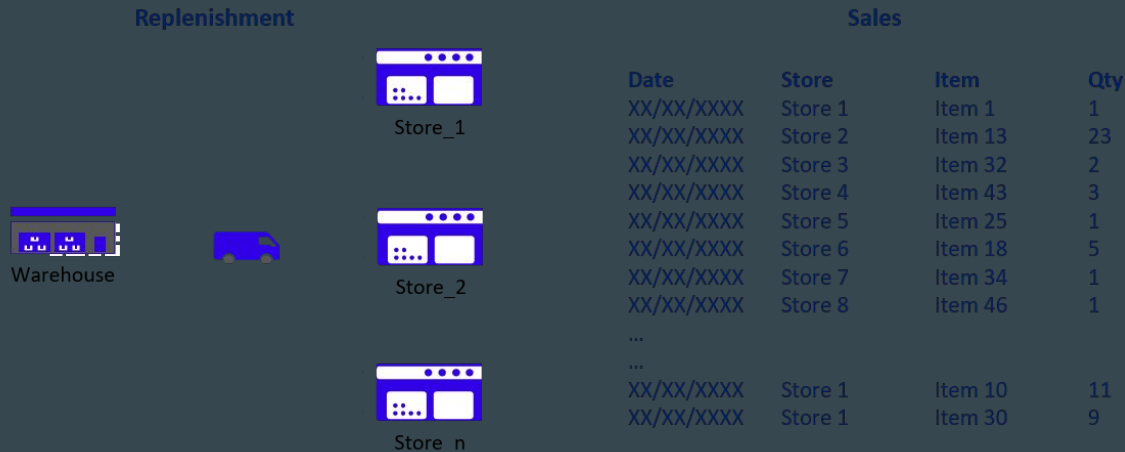 Replenishment
Store_1
Warehouse
Store_2
Store_n
Sales
Date Store Item Qty
XX/XX/XXXX Store 1 Item 1 1
XX/XX/XXXX Store 2 Item 13 23
XX/XX/XXXX Store 3 Item 32 2
XX/XX/XXXX Store 4 Item 43 3
XX/XX/XXXX Store 5 Item 25 1
XX/XX/XXXX Store 6 Item 18 5
XX/XX/XXXX Store 7 Item 34 1
XX/XX/XXXX Store 8 Item 46 1
...
...
XX/XX/XXXX Store 1 Item 10 11
XX/XX/XXXX Store 1 Item 30 9